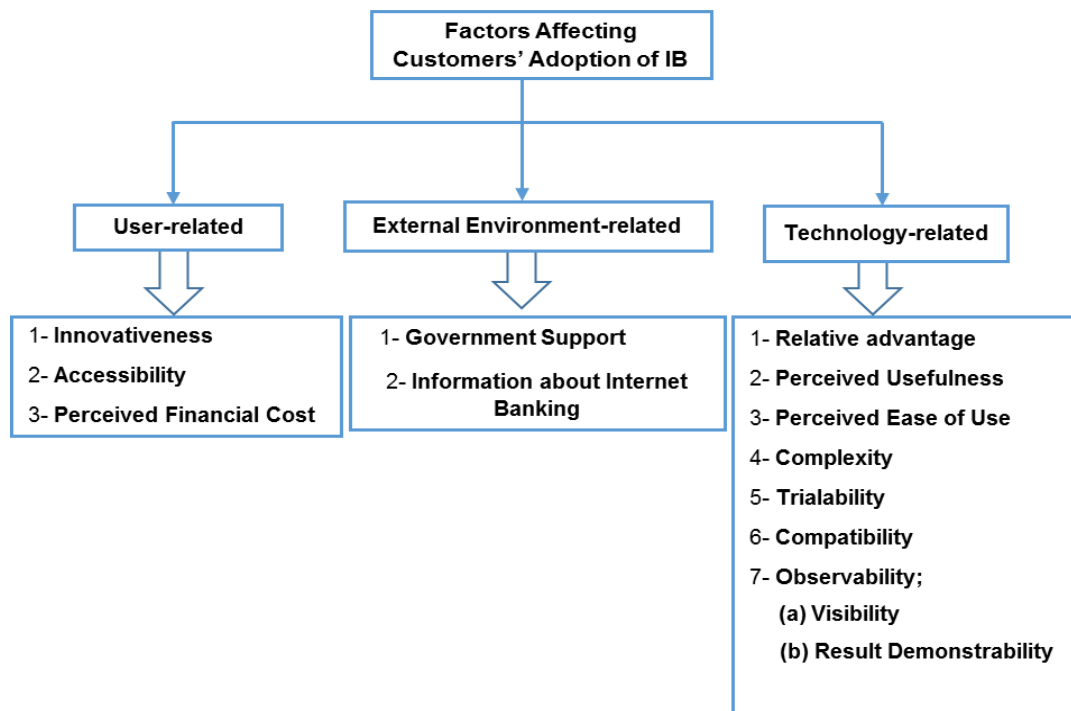 Factors Affecting
Customers’ Adoption of IB
User-related
External Environment-related
Technology-related
1- Innovativeness
2- Accessibility
3- Perceived Financial Cost
1- Government Support
2- Information about Internet
Banking
1- Relative advantage
2- Perceived Usefulness
3- Perceived Ease of Use
4- Complexity
5- Trialability
6- Compatibility
7- Observability;
(a) Visibility
(b) Result Demonstrability